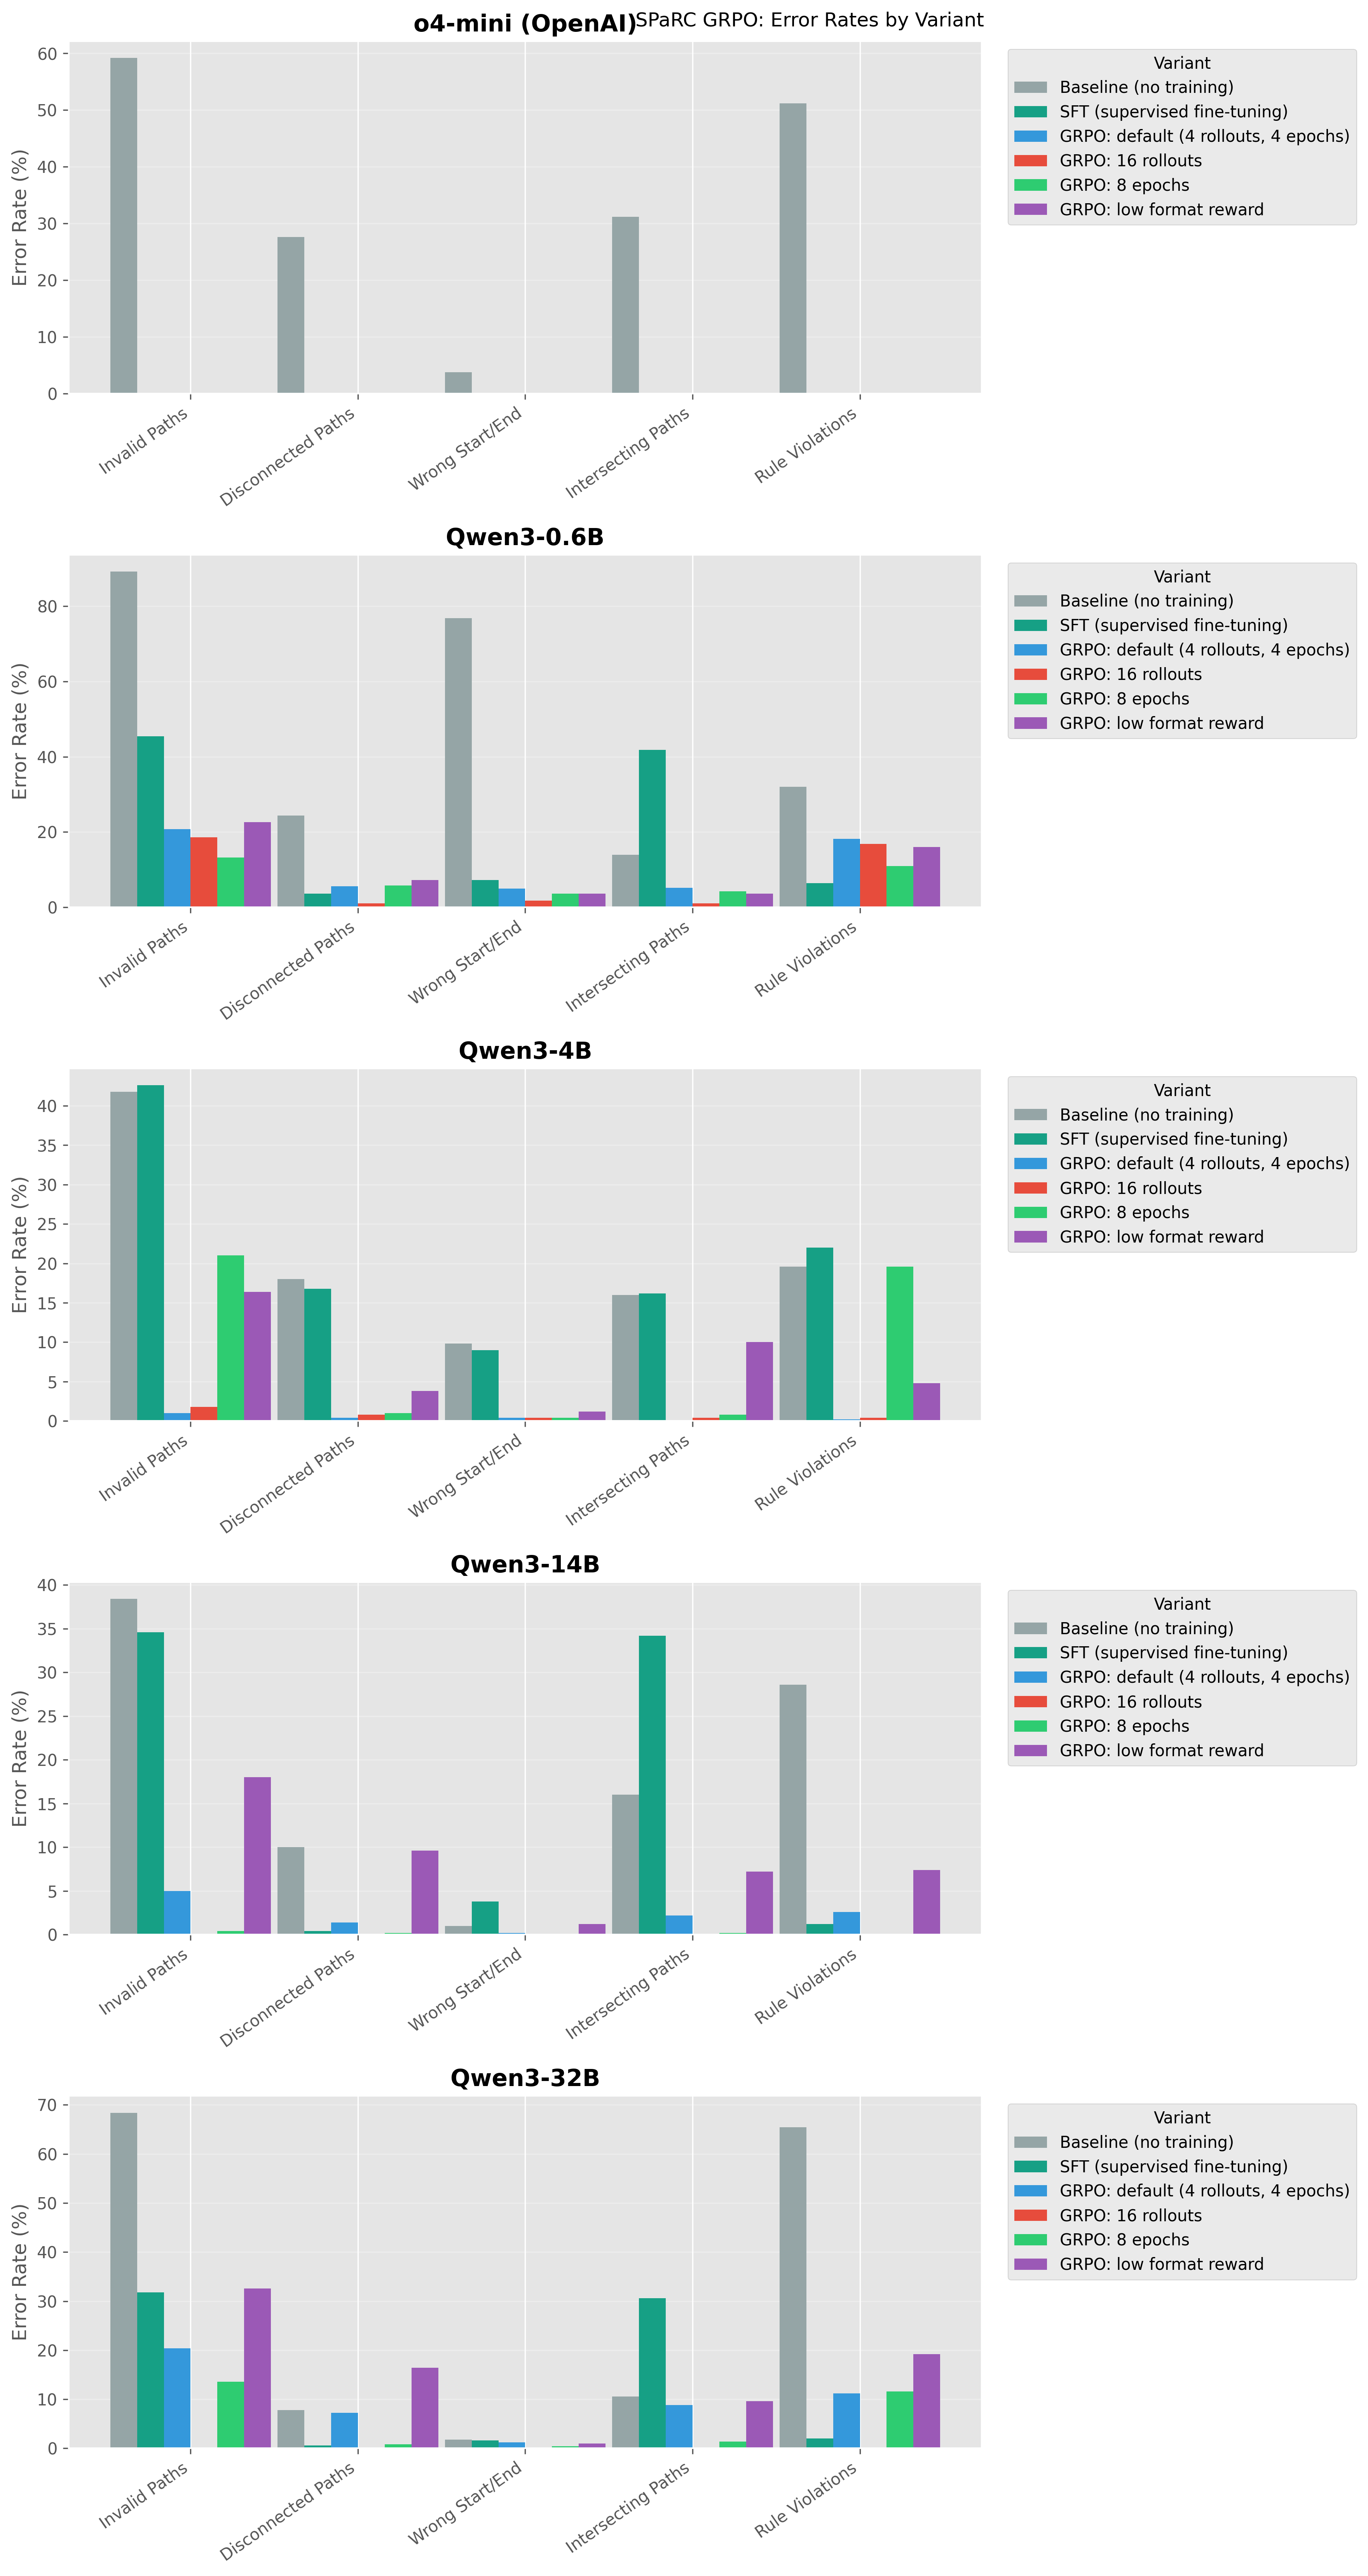 o4-mini (OpenAI)
SPaRC GRPO: Error Rates by Variant
Error Rate (%)
60
50
40
30
20
10
0
Invalid Paths
Disconnected Paths
Wrong Start/End
Intersecting Paths
Rule Violations
Variant
Baseline (no training)
SFT (supervised fine-tuning)
GRPO: default (4 rollouts, 4 epochs)
GRPO: 16 rollouts
GRPO: 8 epochs
GRPO: low format reward
Qwen3-0.6B
Error Rate (%)
80
60
40
20
0
Invalid Paths
Disconnected Paths
Wrong Start/End
Intersecting Paths
Rule Violations
Variant
Baseline (no training)
SFT (supervised fine-tuning)
GRPO: default (4 rollouts, 4 epochs)
GRPO: 16 rollouts
GRPO: 8 epochs
GRPO: low format reward
Qwen3-4B
Error Rate (%)
40
35
30
25
20
15
10
5
0
Invalid Paths
Disconnected Paths
Wrong Start/End
Intersecting Paths
Rule Violations
Variant
Baseline (no training)
SFT (supervised fine-tuning)
GRPO: default (4 rollouts, 4 epochs)
GRPO: 16 rollouts
GRPO: 8 epochs
GRPO: low format reward
Qwen3-14B
Error Rate (%)
40
35
30
25
20
15
10
5
0
Invalid Paths
Disconnected Paths
Wrong Start/End
Intersecting Paths
Rule Violations
Variant
Baseline (no training)
SFT (supervised fine-tuning)
GRPO: default (4 rollouts, 4 epochs)
GRPO: 16 rollouts
GRPO: 8 epochs
GRPO: low format reward
Qwen3-32B
Error Rate (%)
70
60
50
40
30
20
10
0
Invalid Paths
Disconnected Paths
Wrong Start/End
Intersecting Paths
Rule Violations
Variant
Baseline (no training)
SFT (supervised fine-tuning)
GRPO: default (4 rollouts, 4 epochs)
GRPO: 16 rollouts
GRPO: 8 epochs
GRPO: low format reward